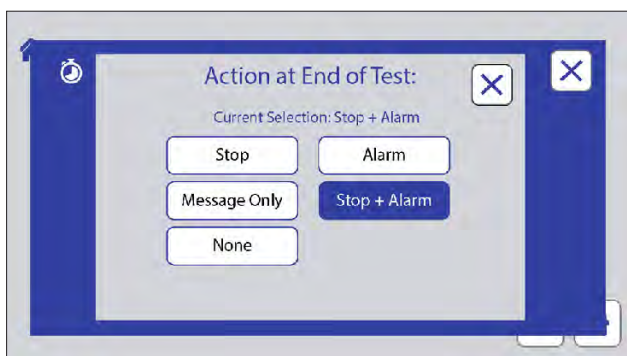 Action at End of Test:
Current Selection: Stop + Alarm
Stop
Alarm
Message Only
Stop + Alarm
None